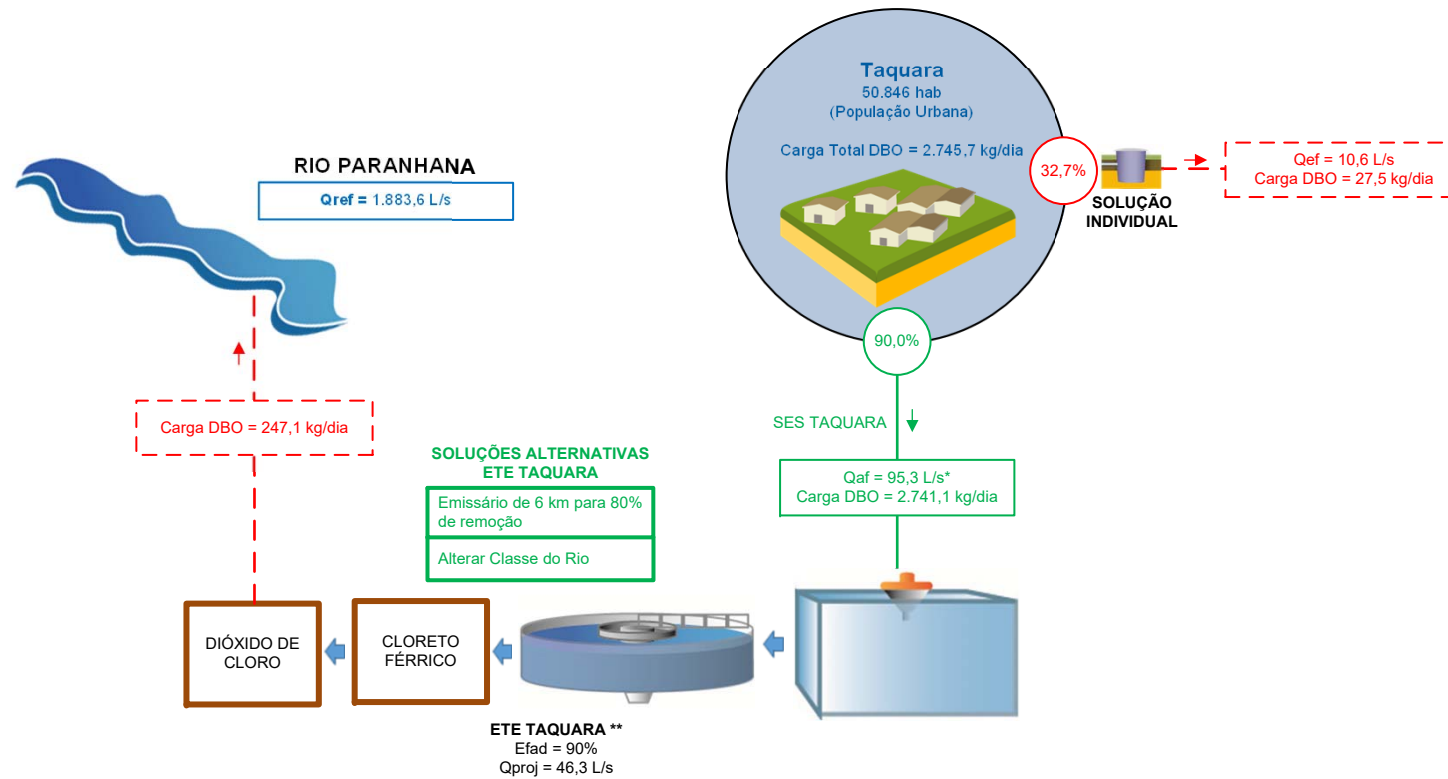 Taquara
50.846 hab
(População Urbana)
Carga Total DBO = 2.745,7 kg/dia
32,7%
SOLUÇÃO
INDIVIDUAL
Qef = 10,6 L/s
Carga DBO = 27,5 kg/dia
RIO PARANHANA
Qref = 1.883,6 L/s
90,0%
SES TAQUARA
Qaf = 95,3 L/s*
Carga DBO = 2.741,1 kg/dia
Carga DBO = 247,1 kg/dia
SOLUÇÕES ALTERNATIVAS
ETE TAQUARA
Emissário de 6 km para 80%
de remoção
Alterar Classe do Rio
DIÓXIDO DE
CLORO
CLORETO
FÉRRICO
ETE TAQUARA **
Efad = 90%
Qproj = 46,3 L/s